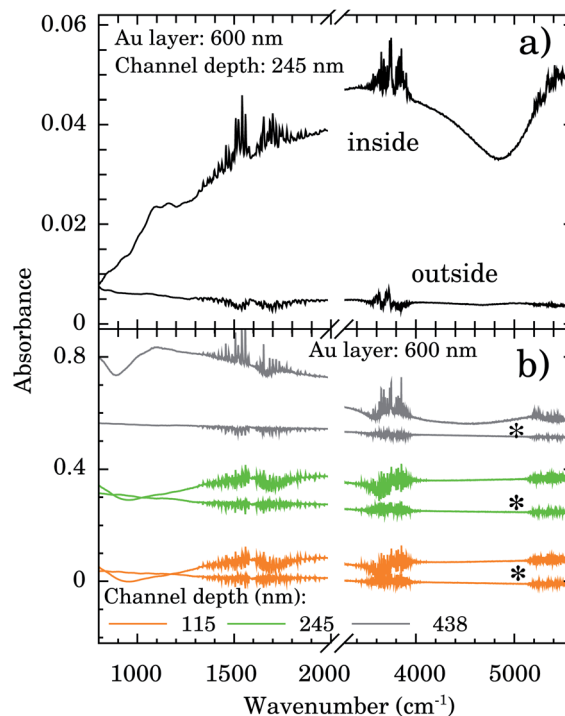 0.06
Au layer: 600 nm
a)
Channel depth: 245 nm
0.04
inside
0.02
outside
0
Absorbance
Au layer: 600 nm
b)
0.8
*
0.4
*
*
0
Channel depth (nm):
115 245 438
1000 1500 2000 4000 5000
Wavenumber (cm⁻¹)